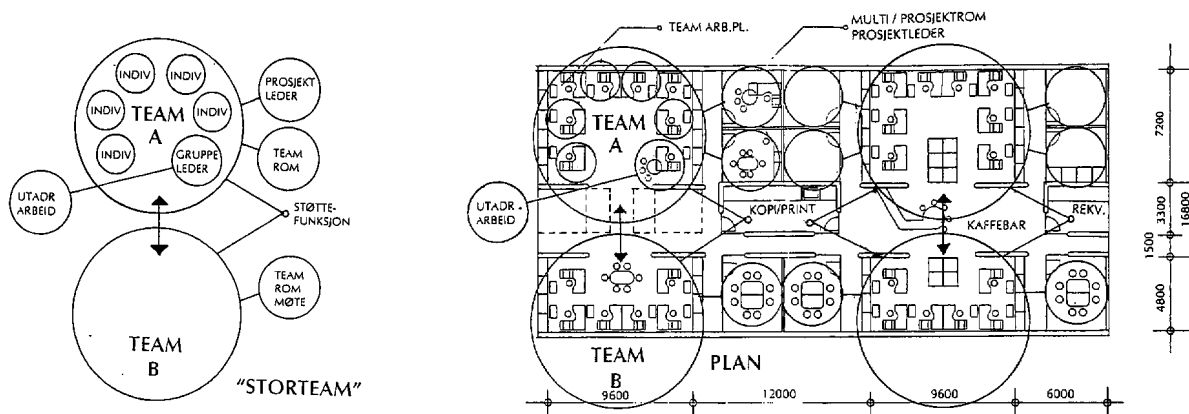 TEAM
A
INDIV
INDIV
INDIV
INDIV
INDIV
GRUPPE
LEDER
PROSJEKT
LEDER
TEAM
ROM
UTADR
ARBEID
STØTTE-
FUNKSJON
TEAM
ROM
MØTE
TEAM
B
"STORTEAM"
TEAM ARB.PL.
MULTI / PROSJEKTROM
PROSJEKTLEDER
TEAM
A
UTADR.
ARBEID
KOPI/PRINT
KAFFEBAR
REKV.
TEAM
B
PLAN
9600
12000
9600
6000
7200
3300
1500
4800
16800